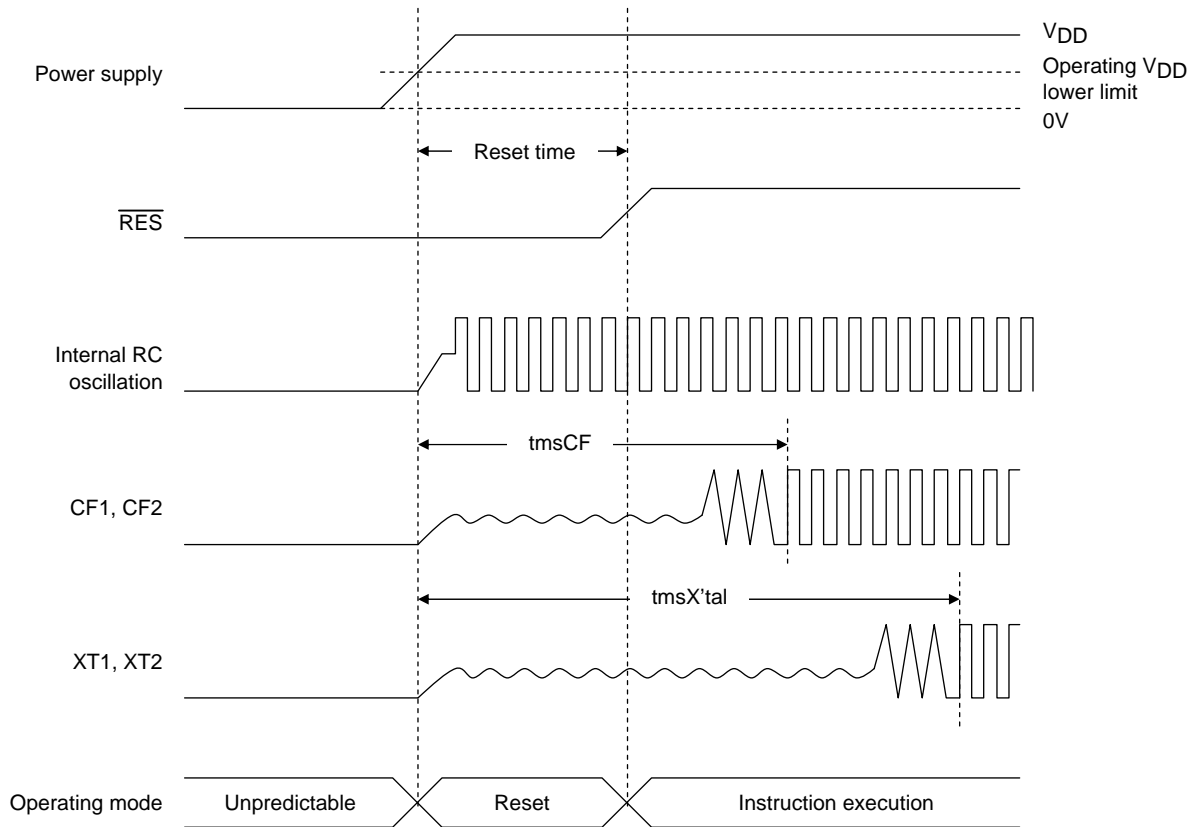 Power supply
VDD
Operating VDD
lower limit
0V
Reset time
RES
Internal RC
oscillation
tmsCF
CF1, CF2
tmsX'tal
XT1, XT2
Operating mode
Unpredictable
Reset
Instruction execution